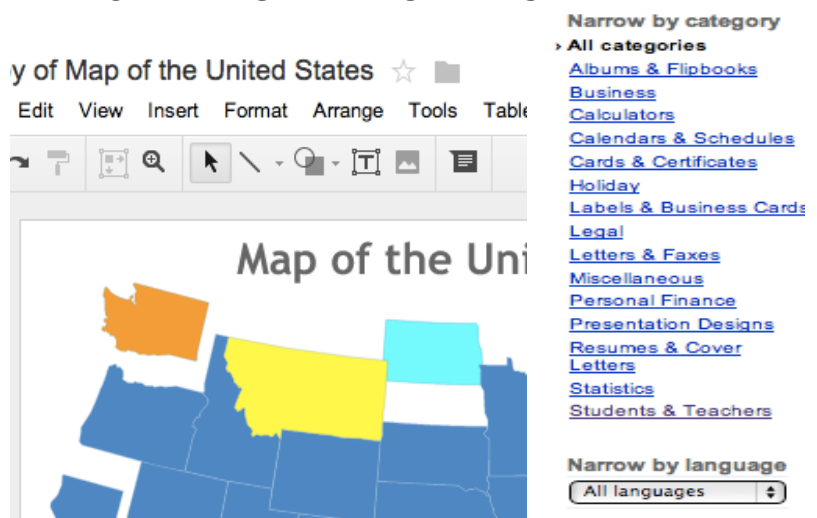 y of Map of the United States
Edit View Insert Format Arrange Tools Table
T
Map of the Uni
Narrow by category
› All categories
Albums & Flipbooks
Business
Calculators
Calendars & Schedules
Cards & Certificates
Holiday
Labels & Business Cards
Legal
Letters & Faxes
Miscellaneous
Personal Finance
Presentation Designs
Resumes & Cover
Letters
Statistics
Students & Teachers
Narrow by language
All languages